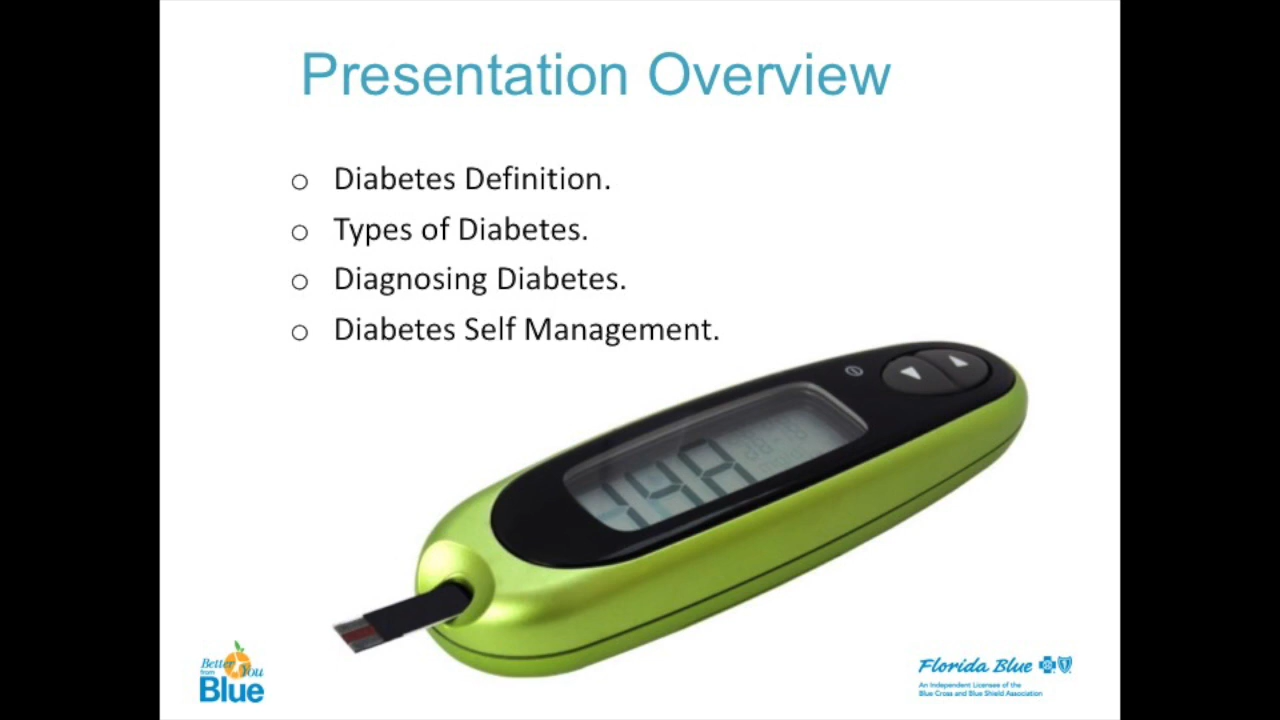 Presentation Overview
Diabetes Definition.
Types of Diabetes.
Diagnosing Diabetes.
Diabetes Self Management.
Better
from
You
Blue
Florida Blue
An Independent Licensee of the
Blue Cross and Blue Shield Association